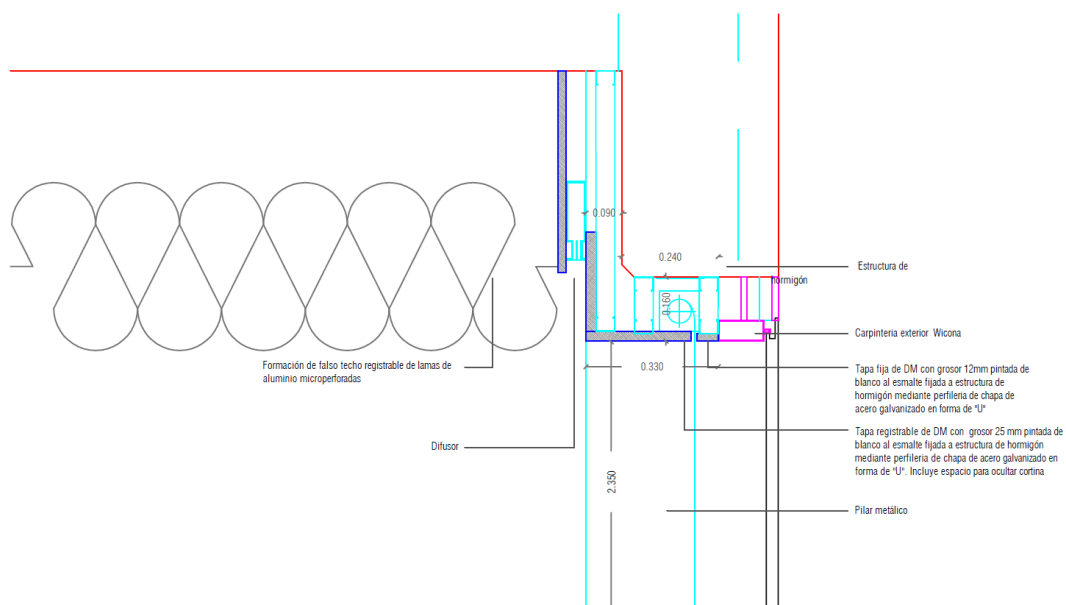 0.090
0.240
Estructura de
hormigón
0.160
Carpinteria exterior Wicona
Formación de falso techo registrable de lamas de
aluminio microperforadas
0.330
Tapa fija de DM con grosor 12mm pintada de
blanco al esmalte fijada a estructura de
hormigón mediante perfileria de chapa de
acero galvanizado en forma de "U"
Difusor
Tapa registrable de DM con grosor 25 mm pintada de
blanco al esmalte fijada a estructura de hormigón
mediante perfileria de chapa de acero galvanizado en
forma de "U". Incluye espacio para ocultar cortina
2.350
Pilar metálico